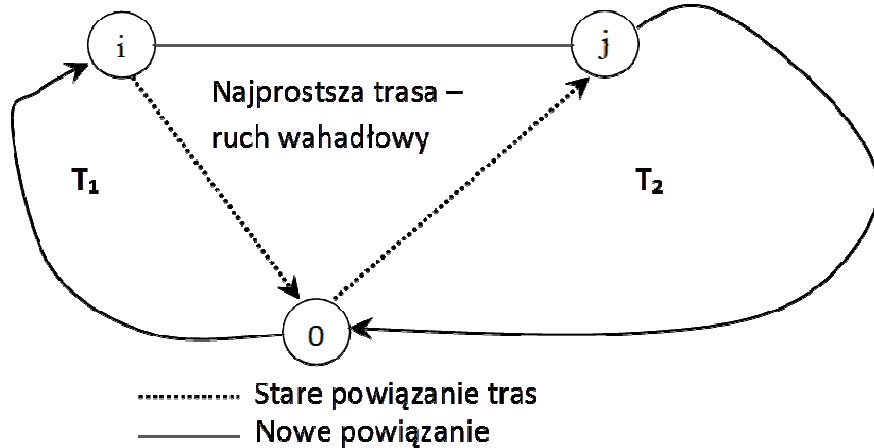 i
j
Najprostsza trasa –
ruch wahadłowy
T₁
T₂
0
Stare powiązanie tras
Nowe powiązanie